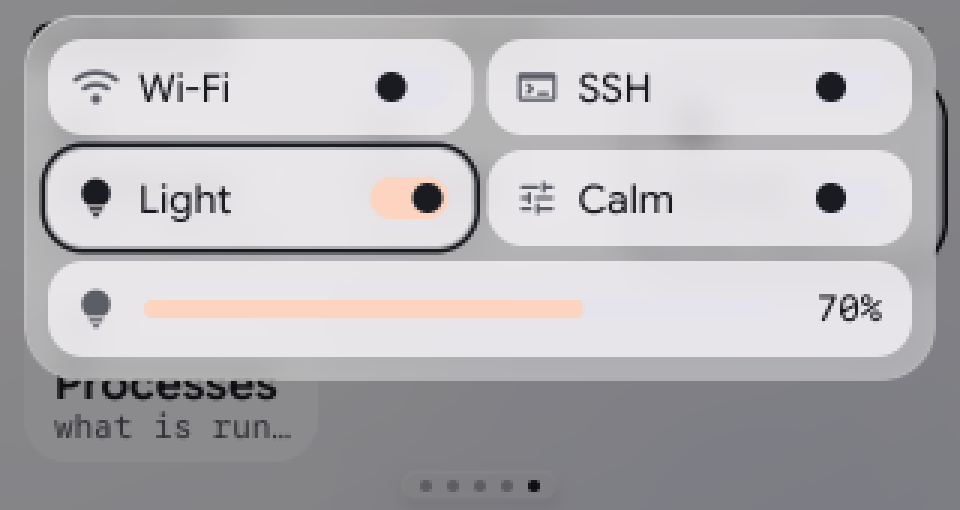 Wi-Fi
SSH
Light
Calm
70%
Processes
what is run…